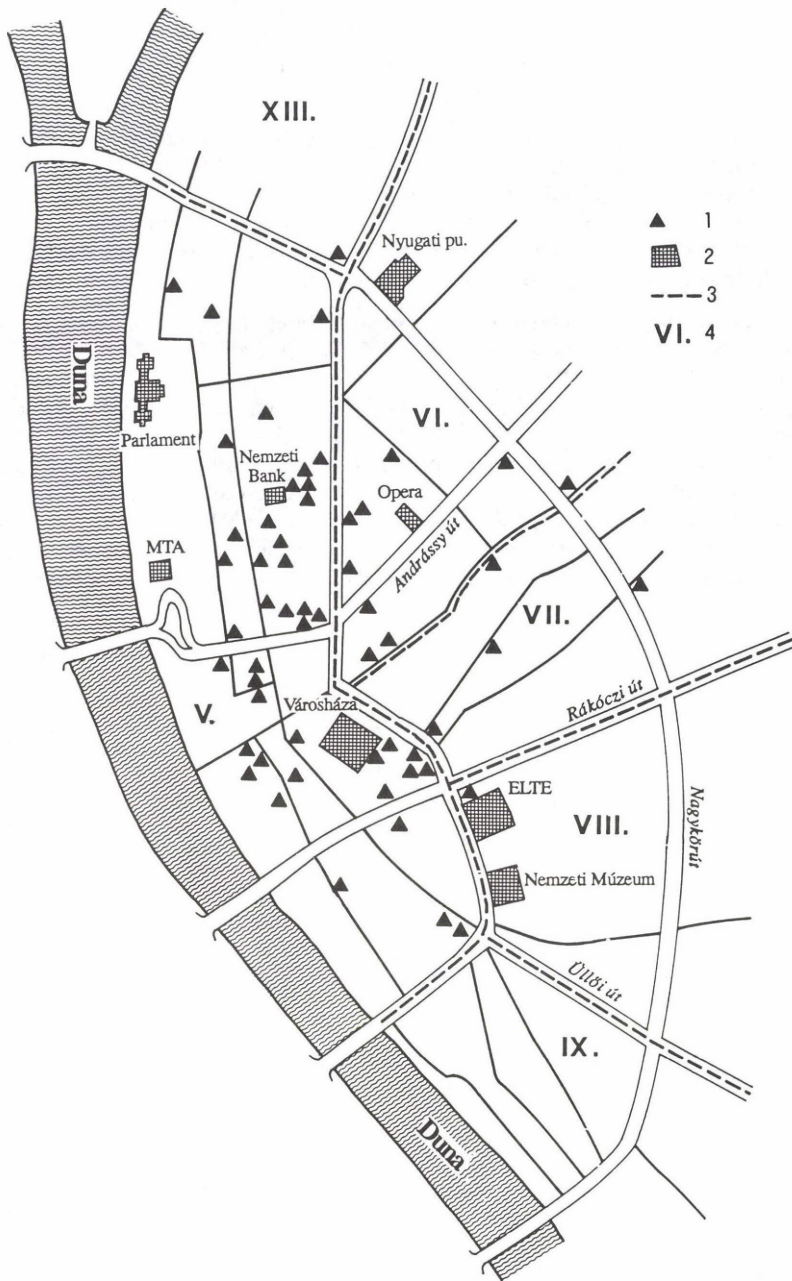 XIII.
Nyugati pu.
1
2
3
VI. 4
Duna
Parlament
VI.
Nemzeti
Bank
Opera
MTA
Andrássy út
VII.
V.
Városháza
Rákóczi út
ELTE
VIII.
Nagykörút
Nemzeti Múzeum
Üllői út
IX.
Duna